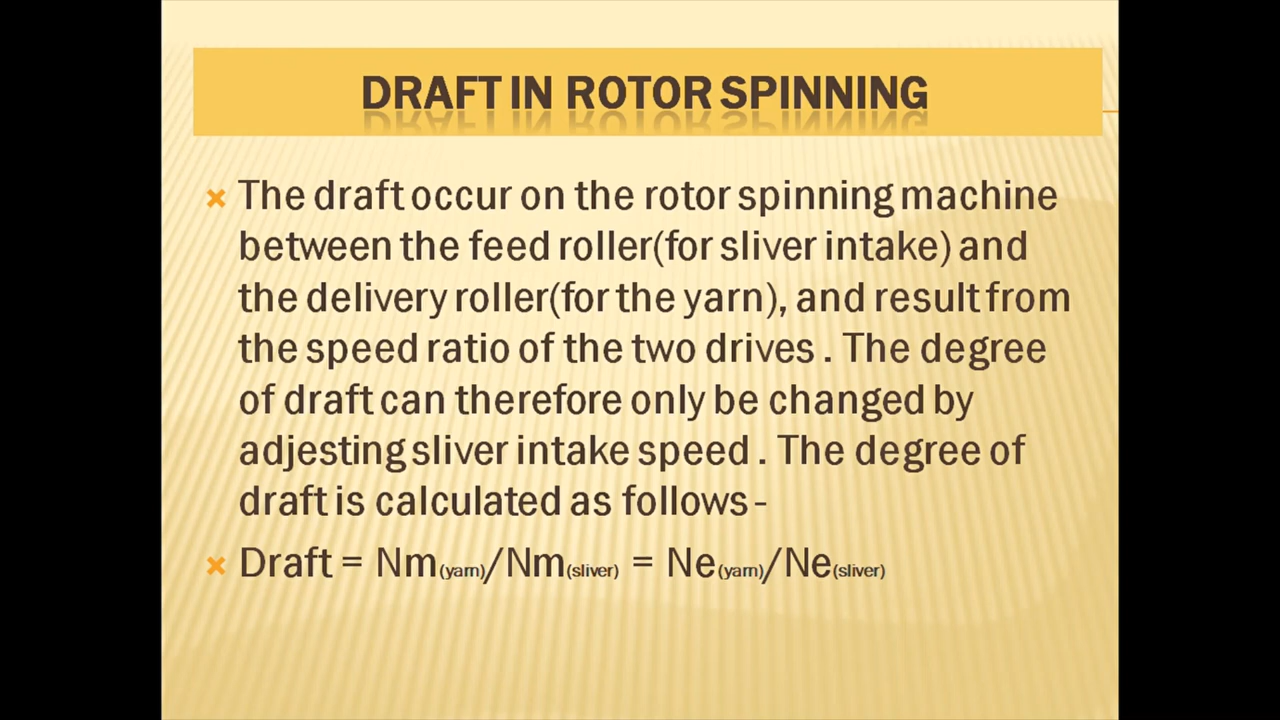 DRAFT IN ROTOR SPINNING
The draft occur on the rotor spinning machine
between the feed roller(for sliver intake) and
the delivery roller(for the yarn), and result from
the speed ratio of the two drives . The degree
of draft can therefore only be changed by
adjesting sliver intake speed . The degree of
draft is calculated as follows -
Draft = Nm(yarn)/Nm(sliver) = Ne(yarn)/Ne(sliver)